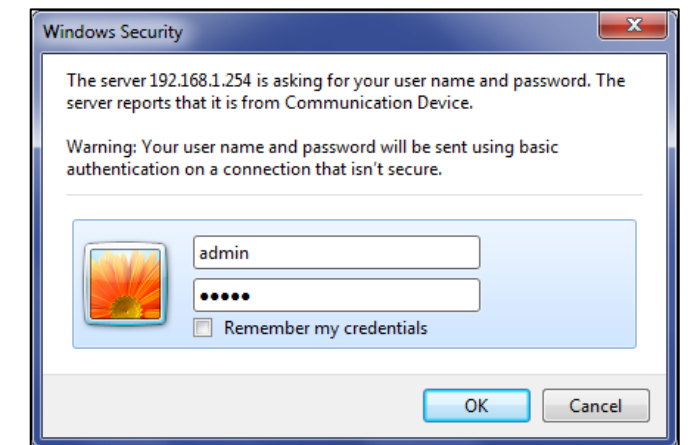 Windows Security
The server 192.168.1.254 is asking for your user name and password. The
server reports that it is from Communication Device.
Warning: Your user name and password will be sent using basic
authentication on a connection that isn't secure.
admin
●●●●●
Remember my credentials
OK
Cancel